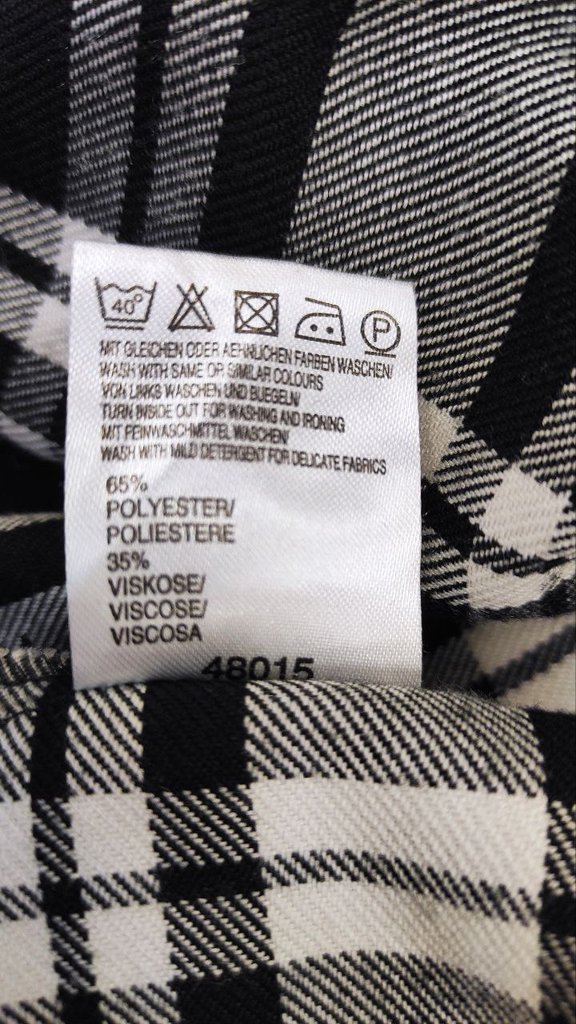 40°
P
MIT GLEICHEN ODER AEHNLICHEN FARBEN WASCHEN/
WASH WITH SAME OR SIMILAR COLOURS
VON LINKS WASCHEN UND BUEGELN/
TURN INSIDE OUT FOR WASHING AND IRONING
MIT FEINWASCHMITTEL WASCHEN/
WASH WITH MILD DETERGENT FOR DELICATE FABRICS
65%
POLYESTER/
POLIESTERE
35%
VISKOSE/
VISCOSE/
VISCOSA
48015